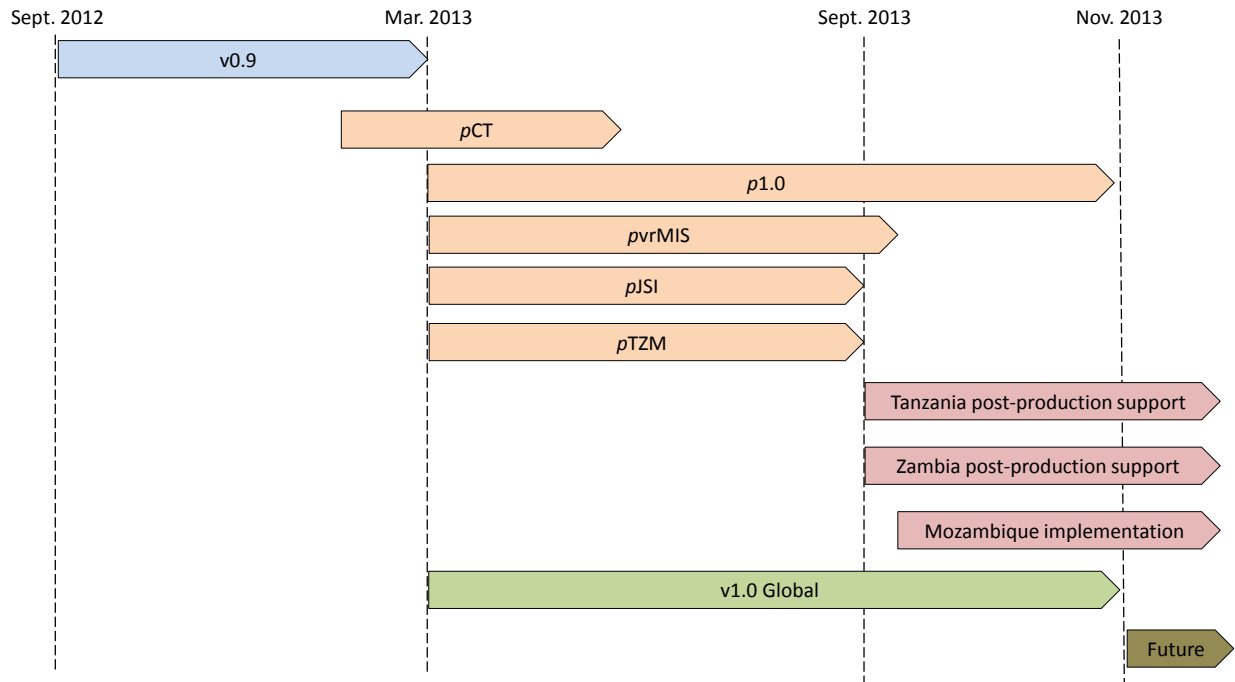 Sept. 2012 Mar. 2013 Sept. 2013 Nov. 2013
v0.9
pCT
p1.0
pvrMIS
pJSI
pTZM
Tanzania post-production support
Zambia post-production support
Mozambique implementation
v1.0 Global
Future